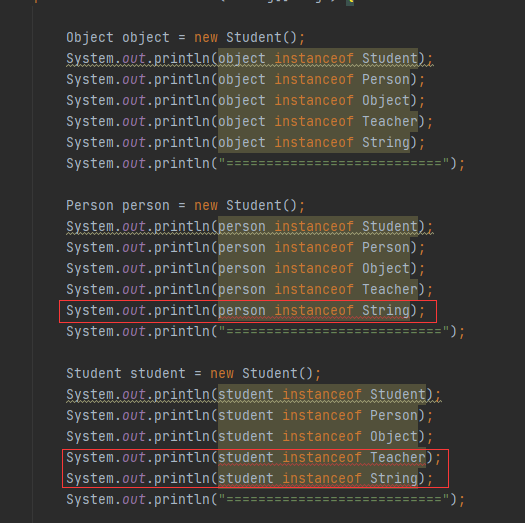 Object object = new Student();
System.out.println(object instanceof Student);
System.out.println(object instanceof Person);
System.out.println(object instanceof Object);
System.out.println(object instanceof Teacher);
System.out.println(object instanceof String);
System.out.println("===========================");
Person person = new Student();
System.out.println(person instanceof Student);
System.out.println(person instanceof Person);
System.out.println(person instanceof Object);
System.out.println(person instanceof Teacher);
System.out.println(person instanceof String);
System.out.println("===========================");
Student student = new Student();
System.out.println(student instanceof Student);
System.out.println(student instanceof Person);
System.out.println(student instanceof Object);
System.out.println(student instanceof Teacher);
System.out.println(student instanceof String);
System.out.println("===========================");